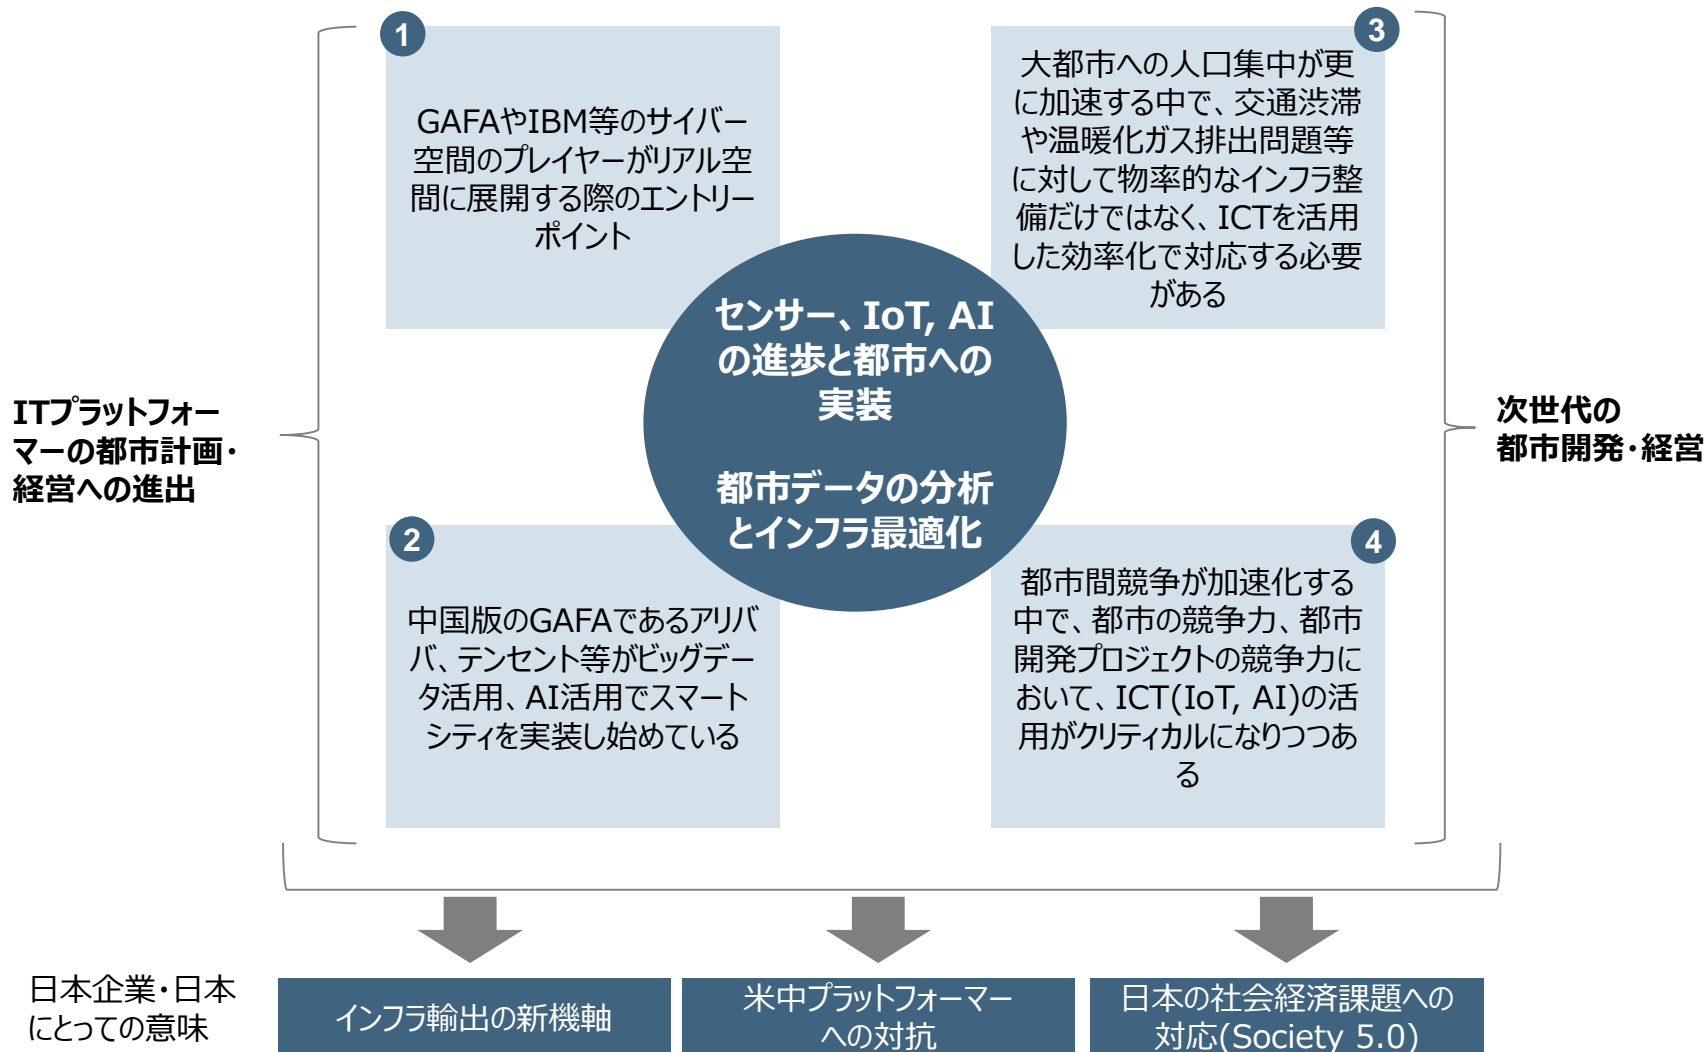 1
GAFAやIBM等のサイバー
空間のプレイヤーがリアル空
間に展開する際のエントリー
ポイント
3
大都市への人口集中が更
に加速する中で、交通渋滞
や温暖化ガス排出問題等
に対して物率的なインフラ整
備だけではなく、ICTを活用
した効率化で対応する必要
がある
センサー、IoT, AI
の進歩と都市への
実装
都市データの分析
とインフラ最適化
ITプラットフォー
マーの都市計画・
経営への進出
次世代の
都市開発・経営
2
中国版のGAFAであるアリバ
バ、テンセント等がビッグデー
タ活用、AI活用でスマート
シティを実装し始めている
4
都市間競争が加速化する
中で、都市の競争力、都市
開発プロジェクトの競争力に
おいて、ICT(IoT, AI)の活
用がクリティカルになりつつあ
る
日本企業・日本
にとっての意味
インフラ輸出の新機軸
米中プラットフォーマー
への対抗
日本の社会経済課題への
対応(Society 5.0)